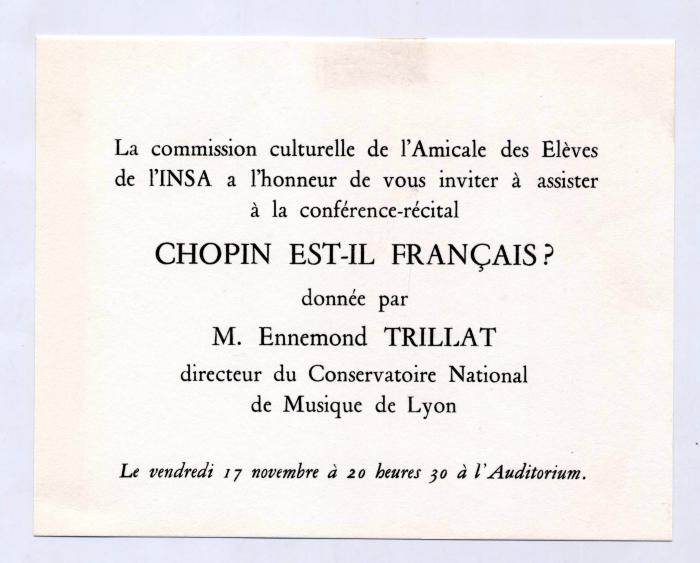 La commission culturelle de l'Amicale des Elèves
de l'INSA a l'honneur de vous inviter à assister
à la conférence-récital
CHOPIN EST-IL FRANÇAIS ?
donnée par
M. Ennemond TRILLAT
directeur du Conservatoire National
de Musique de Lyon
Le vendredi 17 novembre à 20 heures 30 à l'Auditorium.